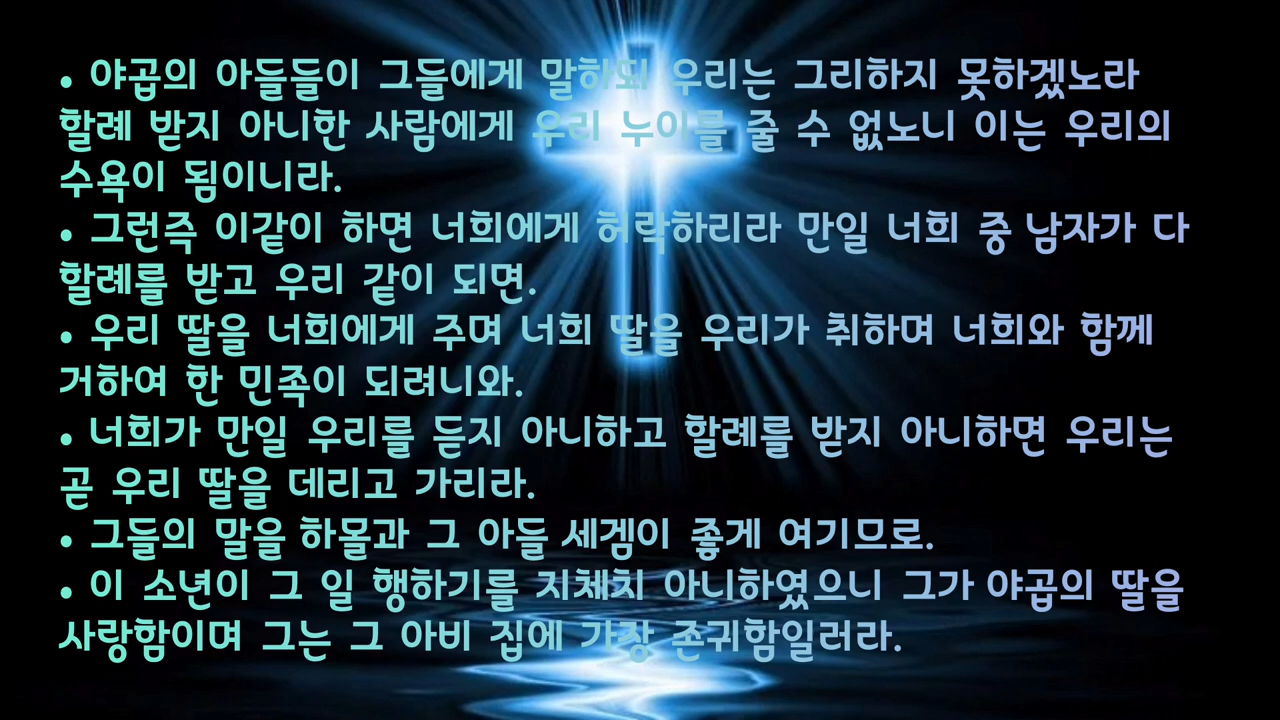 • 야곱의 아들들이 그들에게 말하되 우리는 그리하지 못하겠노라
할례 받지 아니한 사람에게 우리 누이를 줄 수 없노니 이는 우리의
수욕이 됨이니라.
• 그런즉 이같이 하면 너희에게 허락하리라 만일 너희 중 남자가 다
할례를 받고 우리 같이 되면.
• 우리 딸을 너희에게 주며 너희 딸을 우리가 취하며 너희와 함께
거하여 한 민족이 되려니와.
• 너희가 만일 우리를 듣지 아니하고 할례를 받지 아니하면 우리는
곧 우리 딸을 데리고 가리라.
• 그들의 말을 하몰과 그 아들 세겜이 좋게 여기므로.
• 이 소년이 그 일 행하기를 지체치 아니하였으니 그가 야곱의 딸을
사랑함이며 그는 그 아비 집에 가장 존귀함일러라.